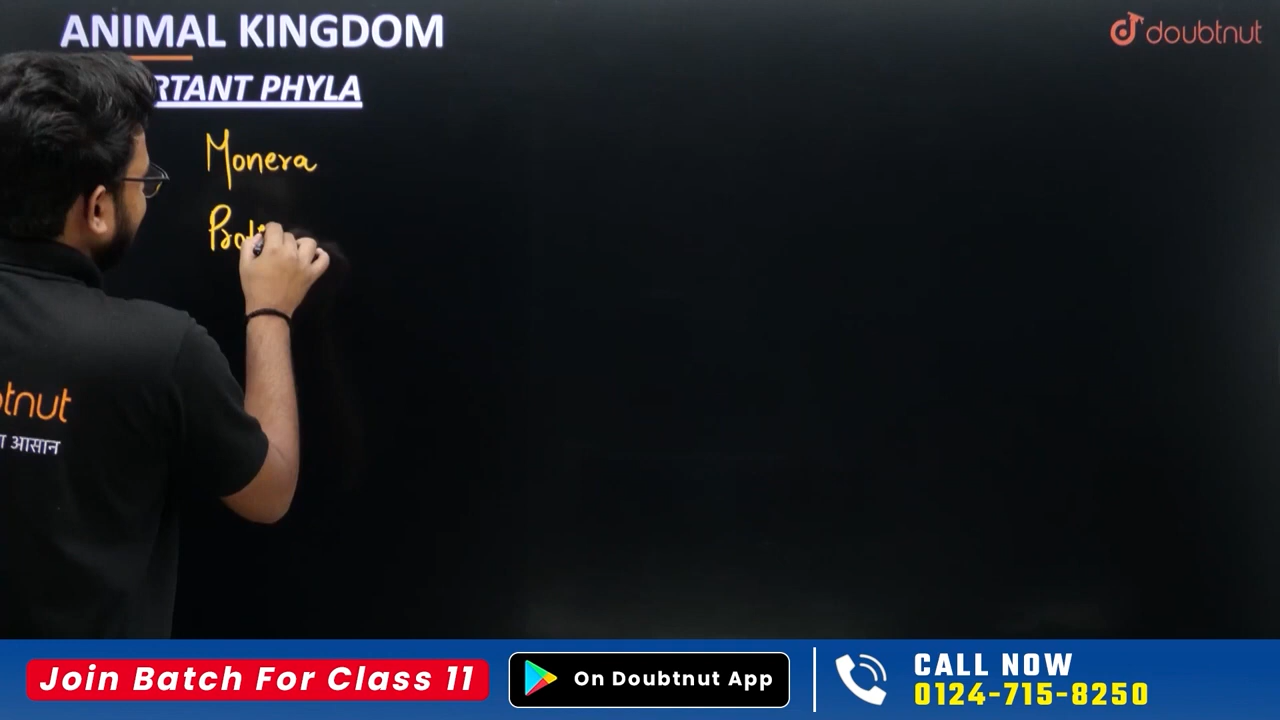 ANIMAL KINGDOM
doubtnut
RTANT PHYLA
Monera
btnut
आसान
Join Batch For Class 11
On Doubtnut App
CALL NOW
0124-715-8250